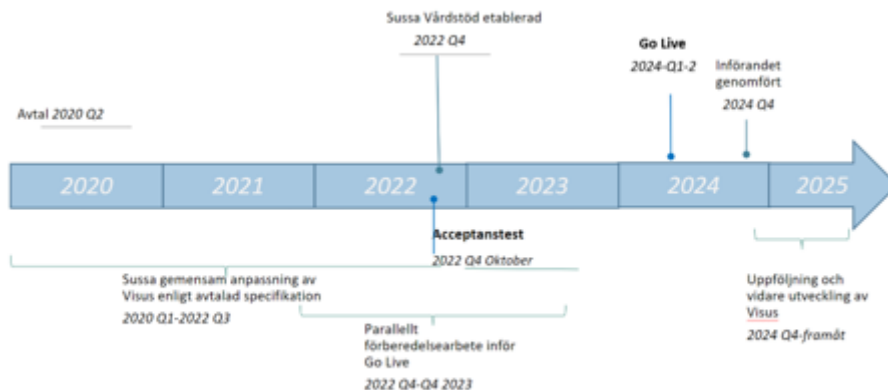 Sussa Vårdstöd etablerad
2022 Q4
Go Live
2024-Q1-2
Införandet
genomfört
2024 Q4
Avtal 2020 Q2
2020
2021
2022
2023
2024
2025
Acceptanstest
2022 Q4 Oktober
Sussa gemensam anpassning av
Visus enligt avtalad specifikation
2020 Q1-2022 Q3
Parallellt
förberedelsearbete inför
Go Live
2022 Q4-Q4 2023
Uppföljning och
vidare utveckling av
Visus
2024 Q4-framåt